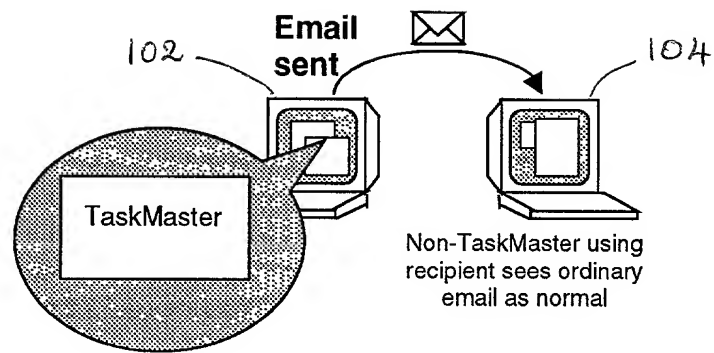 Email
sent
102
104
TaskMaster
Non-TaskMaster using
recipient sees ordinary
email as normal